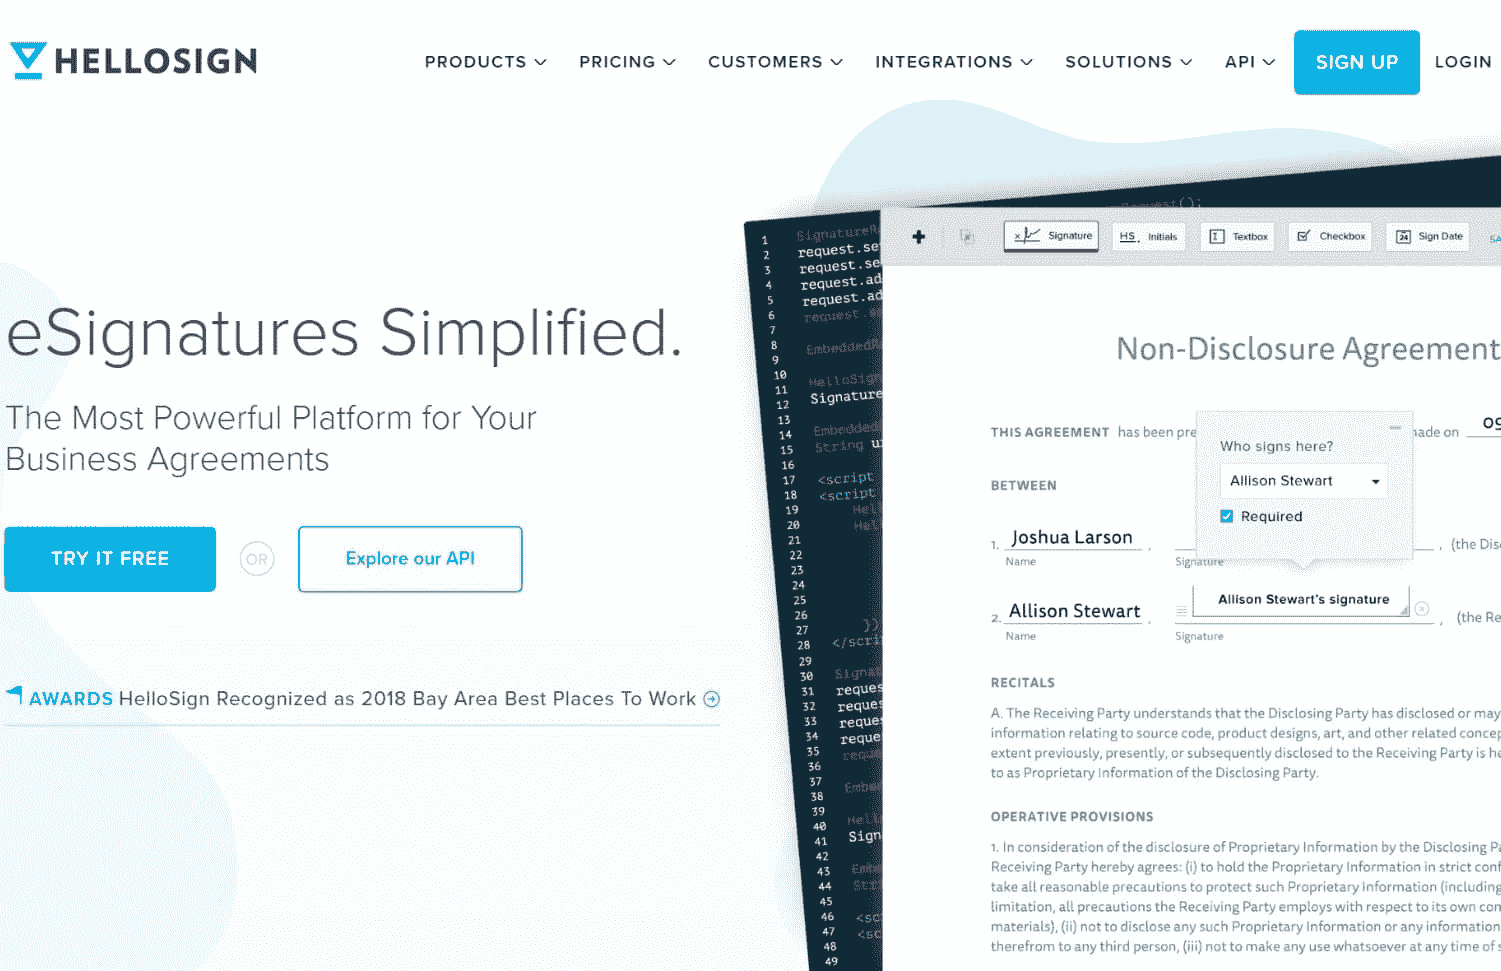 HELLOSIGN
PRODUCTS
PRICING
CUSTOMERS
INTEGRATIONS
SOLUTIONS
API
SIGN UP
LOGIN
eSignatures Simplified.
The Most Powerful Platform for Your
Business Agreements
TRY IT FREE
OR
Explore our API
AWARDS HelloSign Recognized as 2018 Bay Area Best Places To Work
1
2 request.se
3 request.se
4 request.ad
5 request.ad
6
7
8
9
10
11
12 Signature
13
14 Embedded
15 String u
16
17 <script
18 <script
19
20
21
22
23
24
25
26
27 })
28 </scri
29
30 Signa
31 reques
32 reques
33 reques
34 reque
35
36
37
38 Embe
39
40
41 Sign
42
43 Embe
44 Str
45
46 <sc
47 <sc
48
49
Signature
HS. Initials
Textbox
Checkbox
24 Sign Date
SA
Non-Disclosure Agreement
THIS AGREEMENT has been pre
made on
09
Who signs here?
Allison Stewart
Required
BETWEEN
1. Joshua Larson , , (the Disc
Name
Signature
Allison Stewart's signature
2. Allison Stewart , , (the Re
Name
Signature
RECITALS
A. The Receiving Party understands that the Disclosing Party has disclosed or may
information relating to source code, product designs, art, and other related concep
extent previously, presently, or subsequently disclosed to the Receiving Party is he
to as Proprietary Information of the Disclosing Party.
OPERATIVE PROVISIONS
1. In consideration of the disclosure of Proprietary Information by the Disclosing Pa
Receiving Party hereby agrees: (i) to hold the Proprietary Information in strict conf
take all reasonable precautions to protect such Proprietary Information (including
limitation, all precautions the Receiving Party employs with respect to its own con
materials), (ii) not to disclose any such Proprietary Information or any information
therefrom to any third person, (iii) not to make any use whatsoever at any time of s